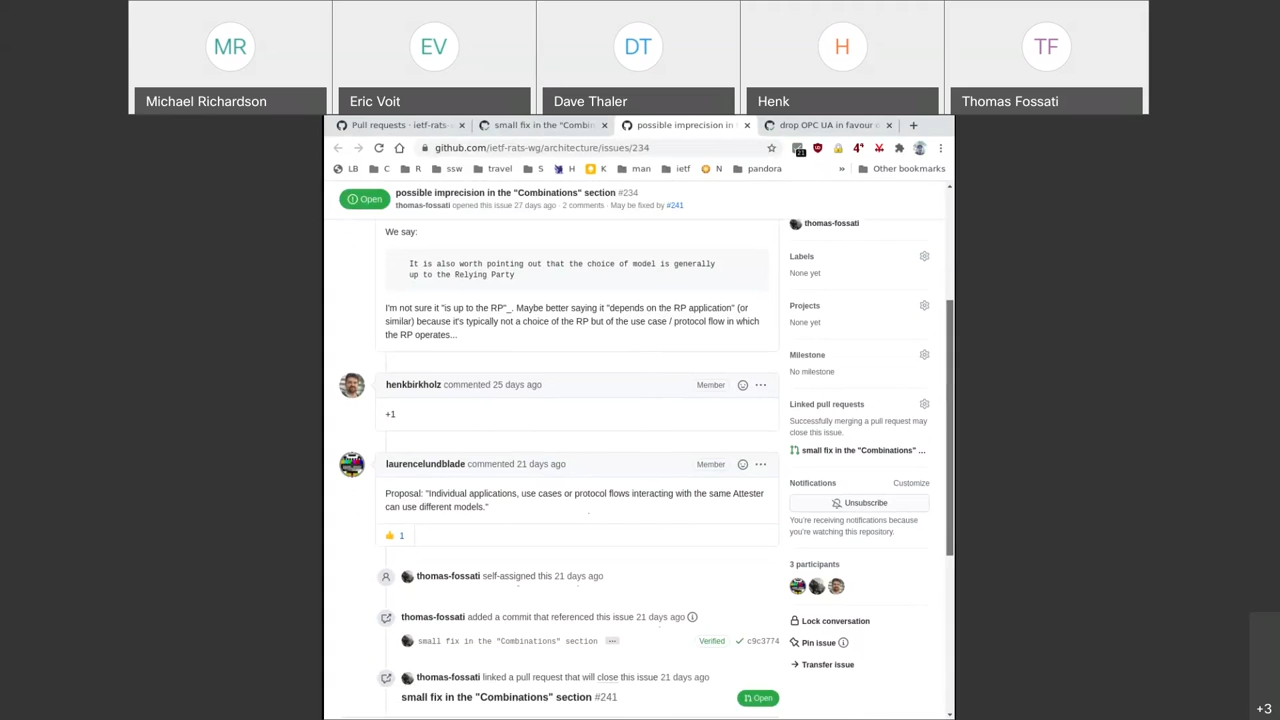 MR
EV
DT
H
TF
Michael Richardson
Eric Voit
Dave Thaler
Henk
Thomas Fossati
Pull requests · ietf-rats-
small fix in the "Combin
possible imprecision in
drop OPC UA in favour d
github.com/ietf-rats-wg/architecture/issues/234
21
LB
C
R
ssw
travel
S
H
K
man
ietf
N
pandora
»
Other bookmarks
Open
possible imprecision in the "Combinations" section #234
thomas-fossati opened this issue 27 days ago · 2 comments · May be fixed by #241
We say:
It is also worth pointing out that the choice of model is generally
up to the Relying Party
I'm not sure it "is up to the RP"_. Maybe better saying it "depends on the RP application" (or
similar) because it's typically not a choice of the RP but of the use case / protocol flow in which
the RP operates...
henkbirkholz commented 25 days ago
Member
+1
laurencelundblade commented 21 days ago
Member
Proposal: "Individual applications, use cases or protocol flows interacting with the same Attester
can use different models."
👍 1
thomas-fossati self-assigned this 21 days ago
thomas-fossati added a commit that referenced this issue 21 days ago
small fix in the "Combinations" section ...
Verified
c9c3774
thomas-fossati linked a pull request that will close this issue 21 days ago
small fix in the "Combinations" section #241
Open
thomas-fossati
Labels
None yet
Projects
None yet
Milestone
No milestone
Linked pull requests
Successfully merging a pull request may
close this issue.
small fix in the "Combinations" ...
Notifications
Customize
Unsubscribe
You're receiving notifications because
you're watching this repository.
3 participants
Lock conversation
Pin issue
Transfer issue
+3